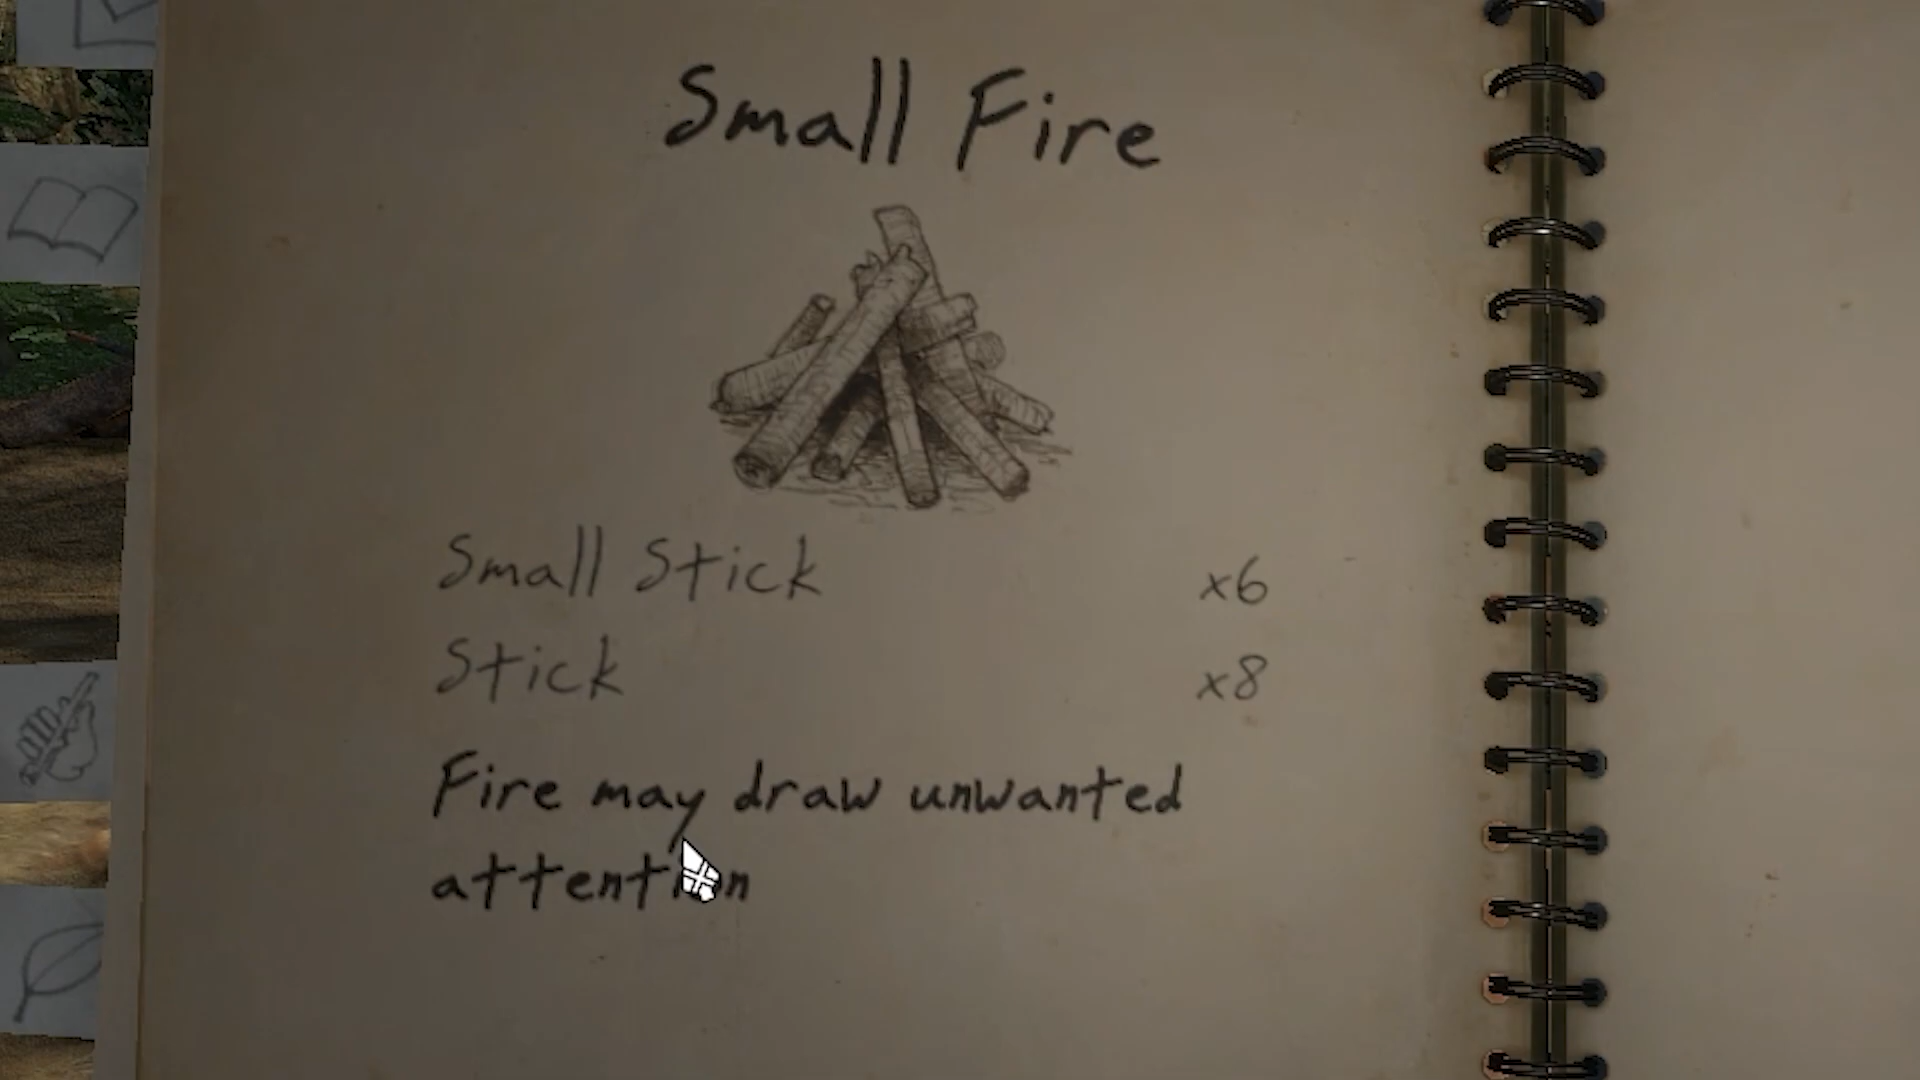 Small Fire
Small Stick x6
Stick x8
Fire may draw unwanted
attention